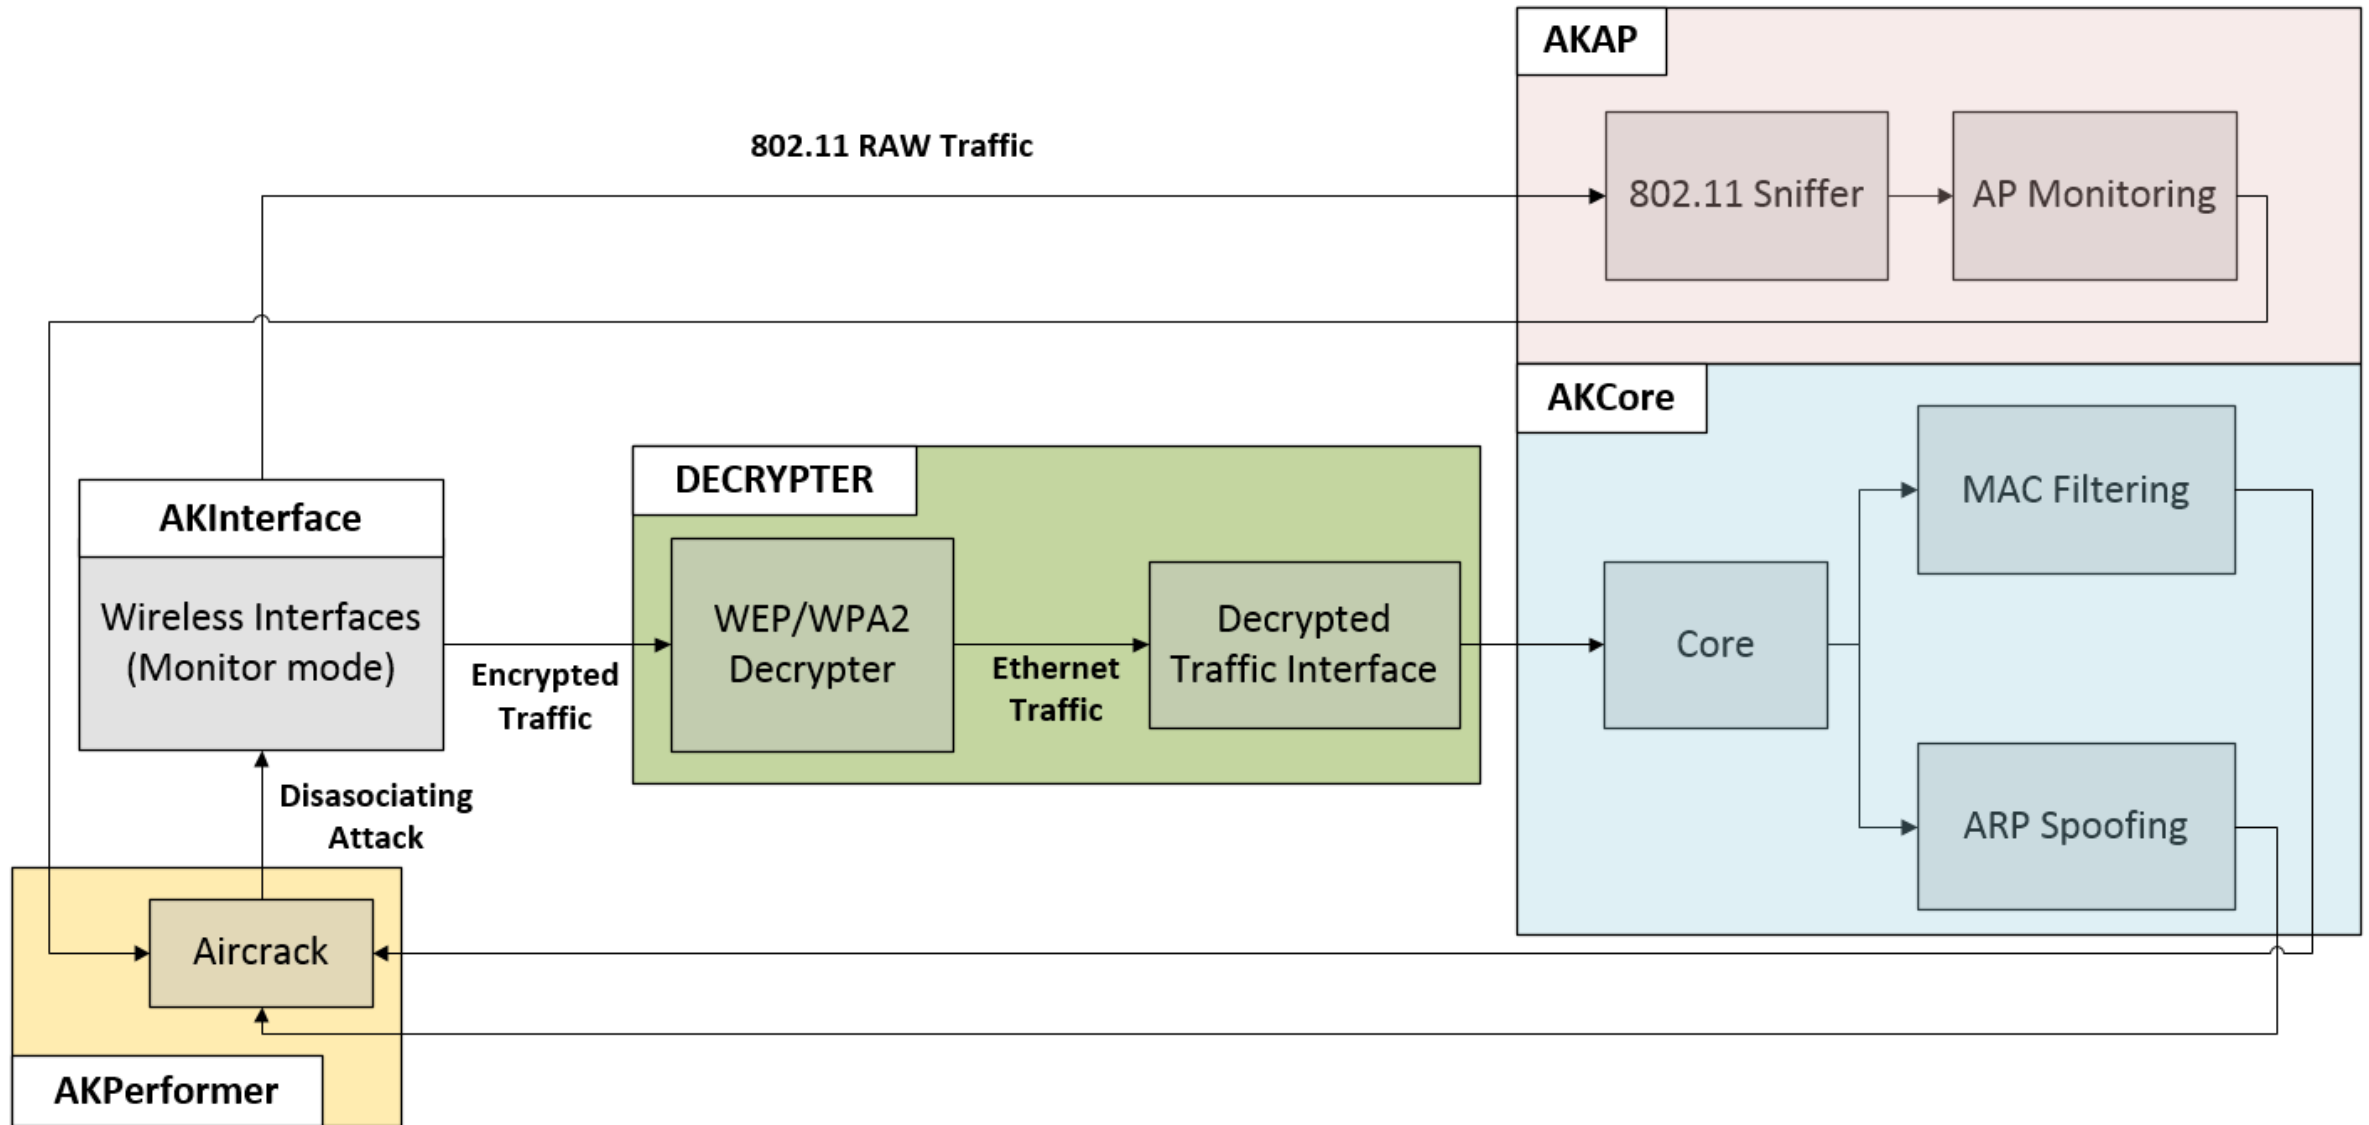 AKAP
802.11 RAW Traffic
802.11 Sniffer
AP Monitoring
AKCore
MAC Filtering
DECRYPTER
AKInterface
Wireless Interfaces
(Monitor mode)
Encrypted
Traffic
WEP/WPA2
Decrypter
Ethernet
Traffic
Decrypted
Traffic Interface
Core
Disasociating
Attack
ARP Spoofing
Aircrack
AKPerformer